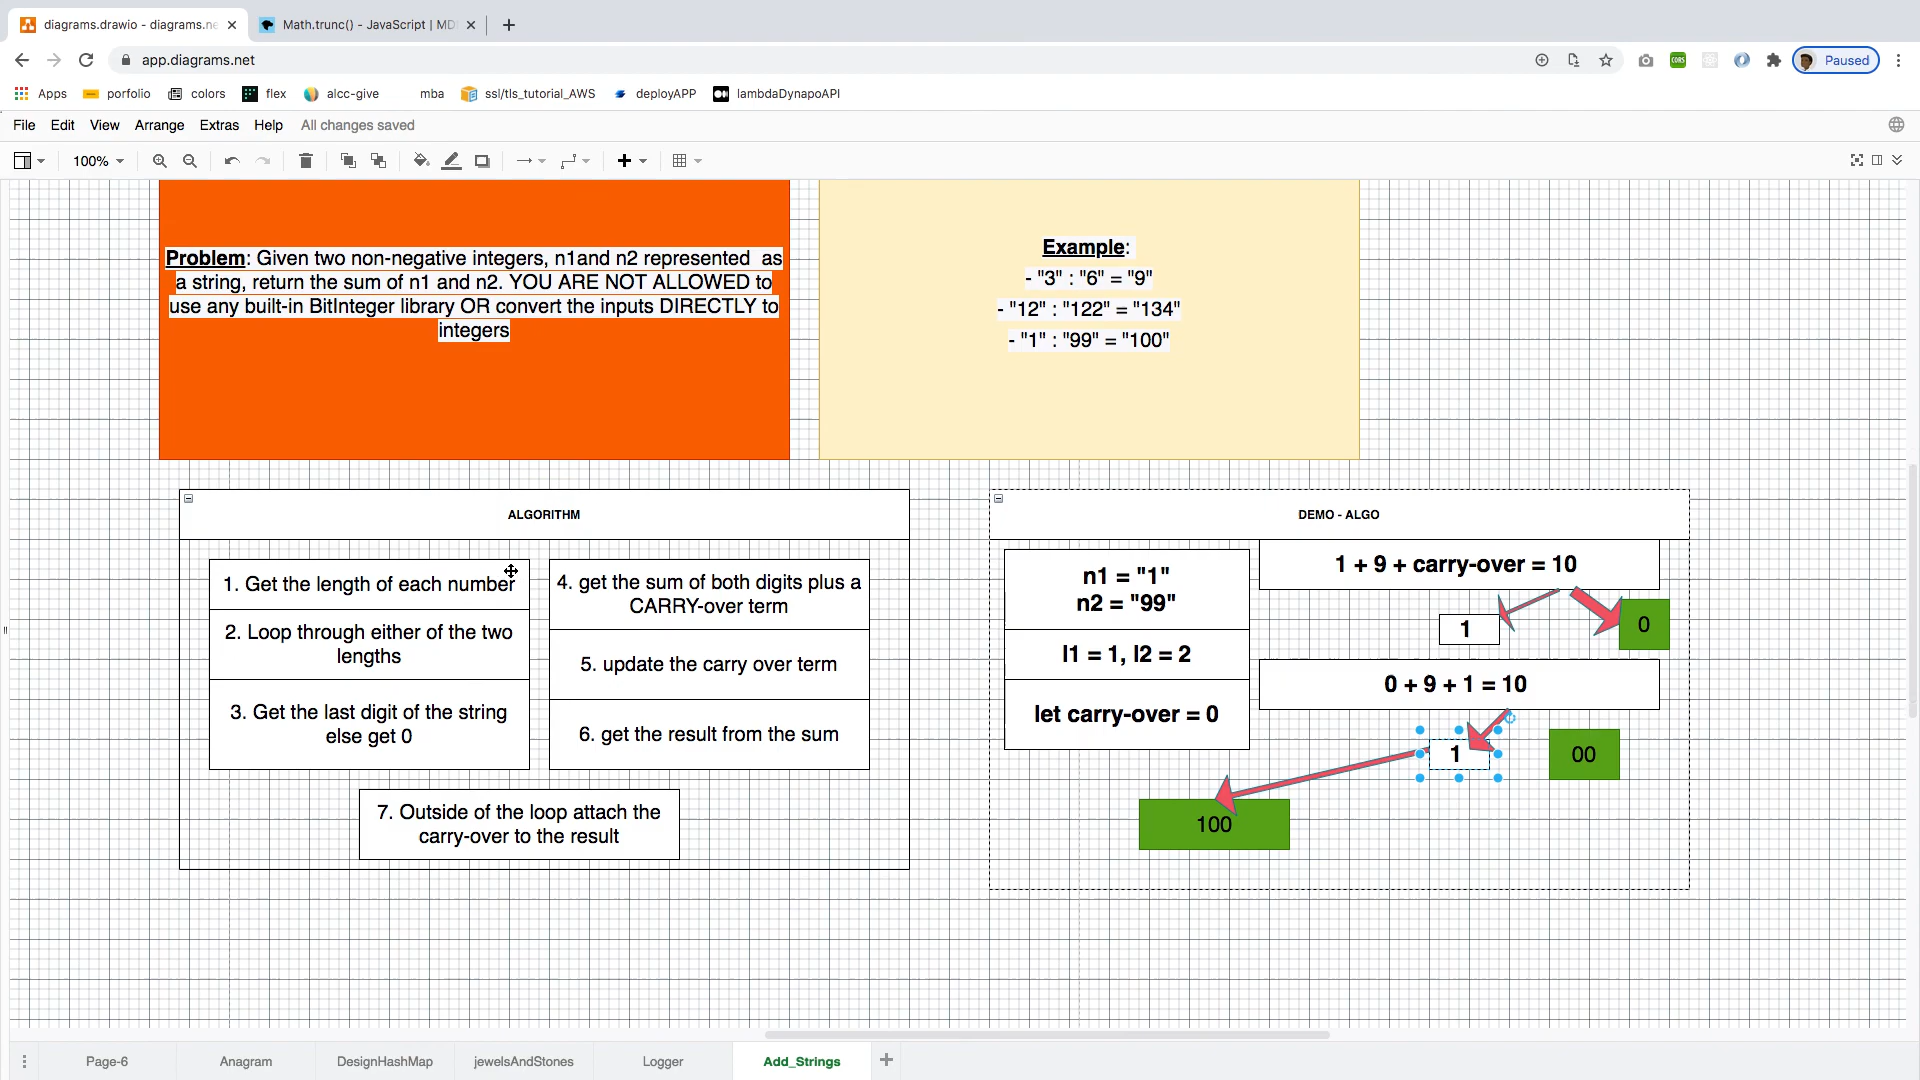 diagrams.drawio - diagrams.ne
Math.trunc() - JavaScript | MD
app.diagrams.net
Paused
Apps
porfolio
colors
flex
alcc-give
mba
ssl/tls_tutorial_AWS
deployAPP
lambdaDynapoAPI
File Edit View Arrange Extras Help All changes saved
100%
Problem: Given two non-negative integers, n1and n2 represented as
a string, return the sum of n1 and n2. YOU ARE NOT ALLOWED to
use any built-in BitInteger library OR convert the inputs DIRECTLY to
integers
Example:
- "3" : "6" = "9"
- "12" : "122" = "134"
- "1" : "99" = "100"
ALGORITHM
1. Get the length of each number
2. Loop through either of the two
lengths
3. Get the last digit of the string
else get 0
4. get the sum of both digits plus a
CARRY-over term
5. update the carry over term
6. get the result from the sum
7. Outside of the loop attach the
carry-over to the result
DEMO - ALGO
n1 = "1"
n2 = "99"
l1 = 1, l2 = 2
let carry-over = 0
1 + 9 + carry-over = 10
1
0
0 + 9 + 1 = 10
1
00
100
Page-6
Anagram
DesignHashMap
jewelsAndStones
Logger
Add_Strings